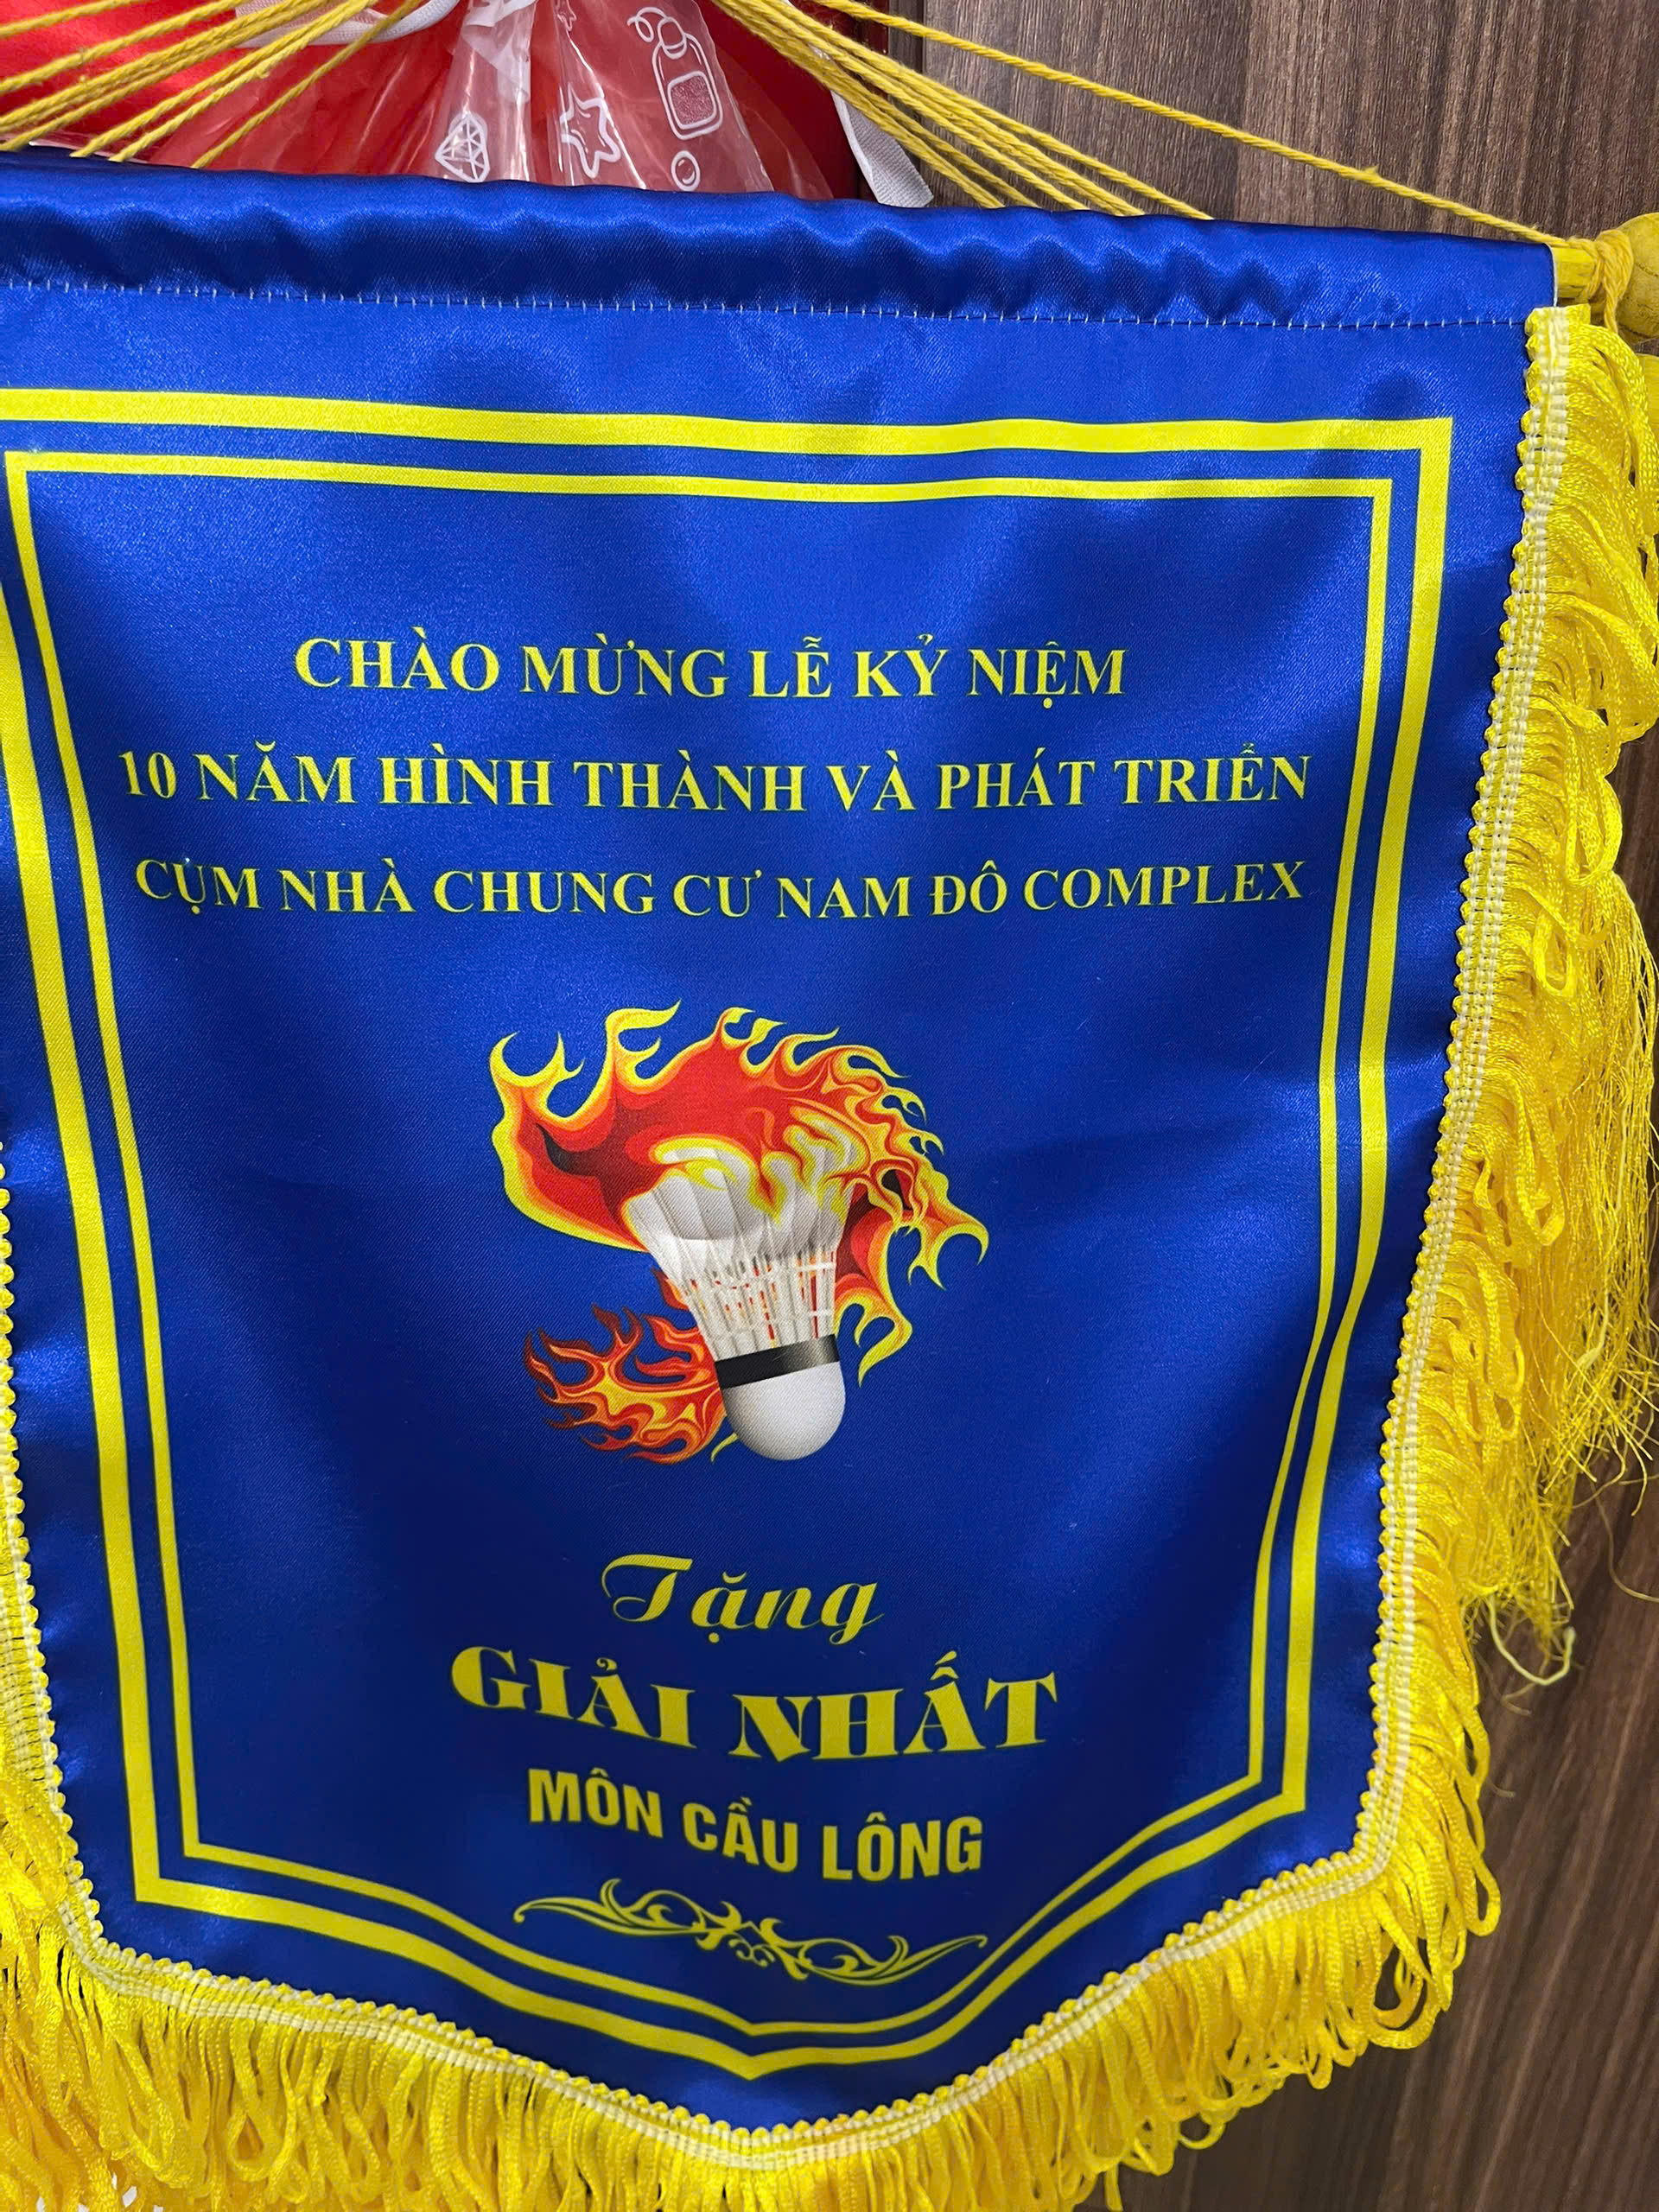 CHÀO MỪNG LỄ KỶ NIỆM
10 NĂM HÌNH THÀNH VÀ PHÁT TRIỂN
CỤM NHÀ CHUNG CƯ NAM ĐÔ COMPLEX
Tặng
GIẢI NHẤT
MÔN CẦU LÔNG